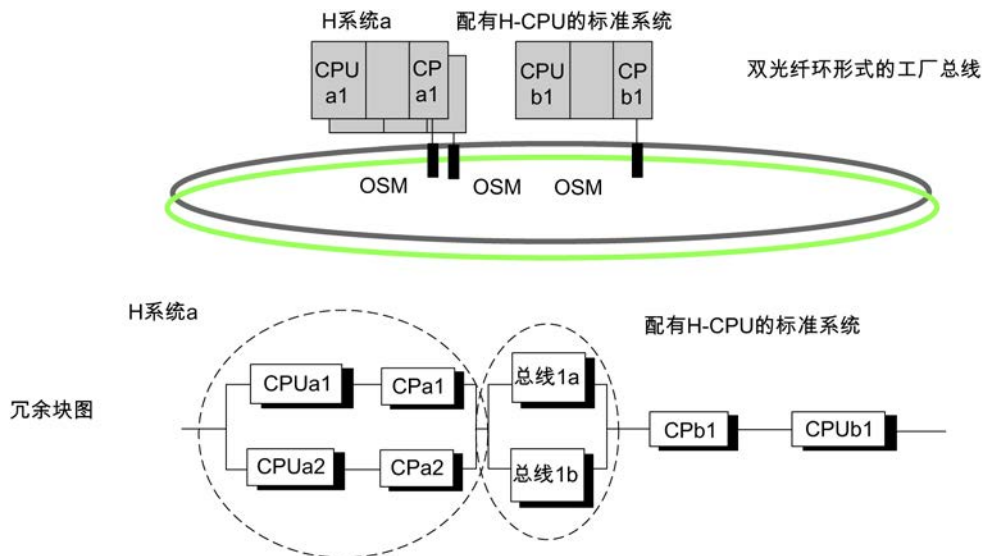 H系统a
配有H-CPU的标准系统
双光纤环形式的工厂总线
CPU
a1
CP
a1
CPU
b1
CP
b1
OSM
OSM
OSM
H系统a
配有H-CPU的标准系统
冗余块图
CPUa1
CPa1
总线1a
CPb1
CPUb1
CPUa2
CPa2
总线1b